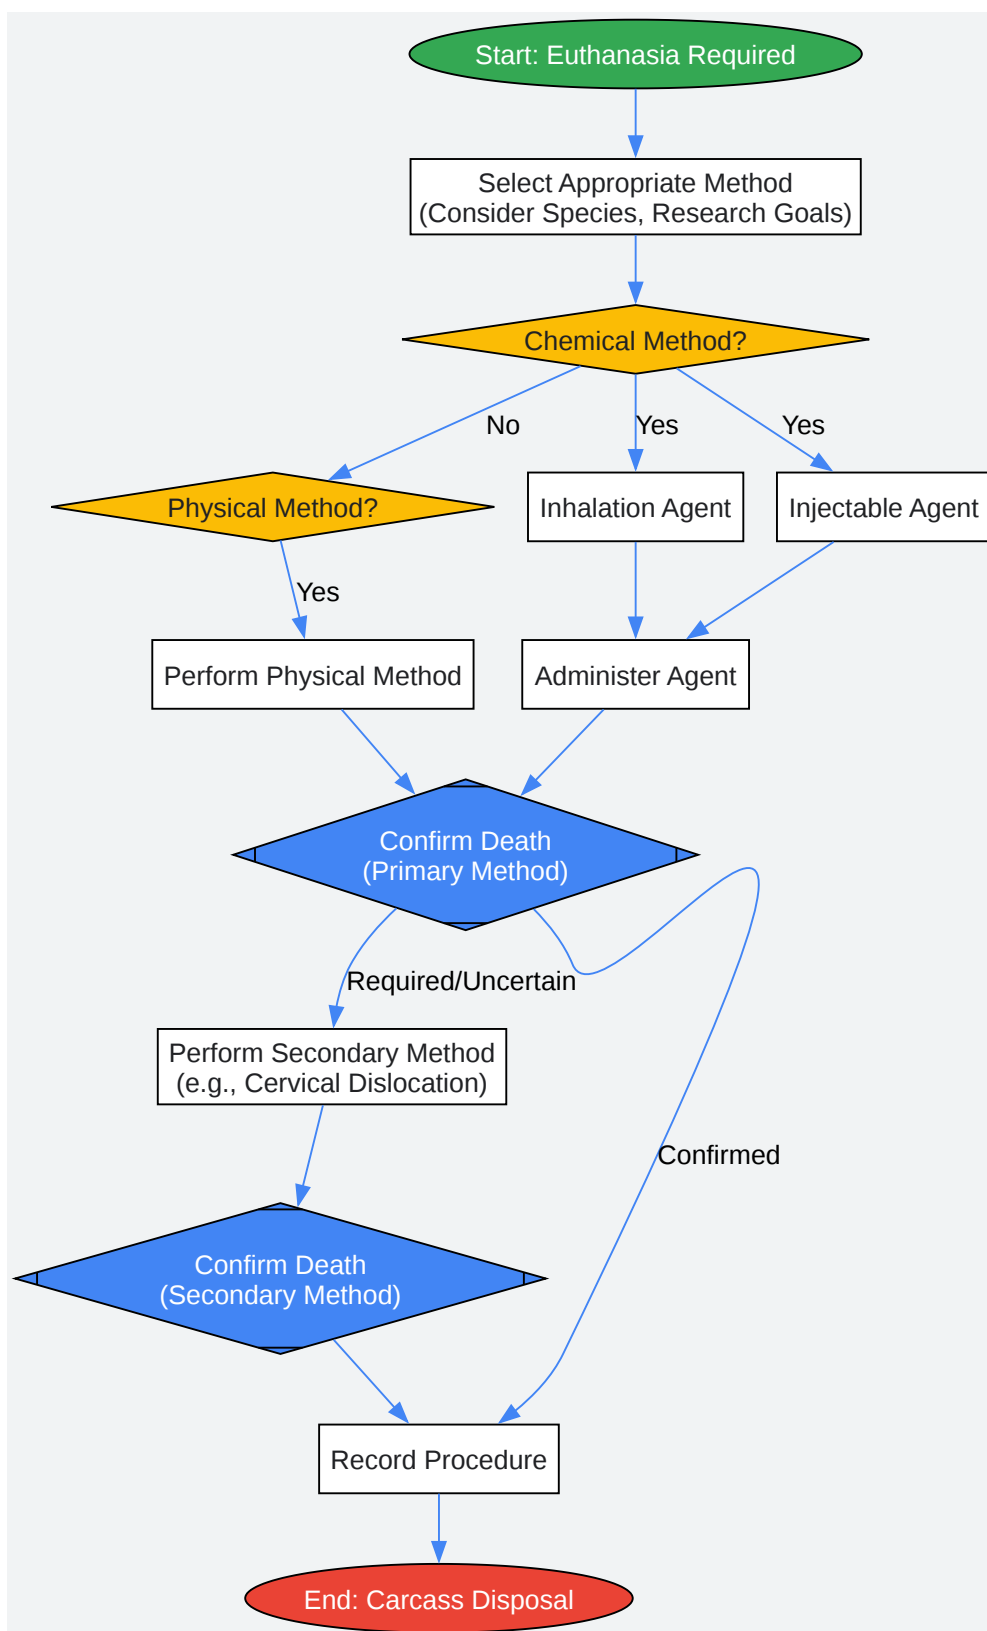 Start: Euthanasia Required
Select Appropriate Method
(Consider Species, Research Goals)
Chemical Method?
No
Yes
Yes
Physical Method?
Inhalation Agent
Injectable Agent
Yes
Perform Physical Method
Administer Agent
Confirm Death
(Primary Method)
Required/Uncertain
Perform Secondary Method
(e.g., Cervical Dislocation)
Confirmed
Confirm Death
(Secondary Method)
Record Procedure
End: Carcass Disposal